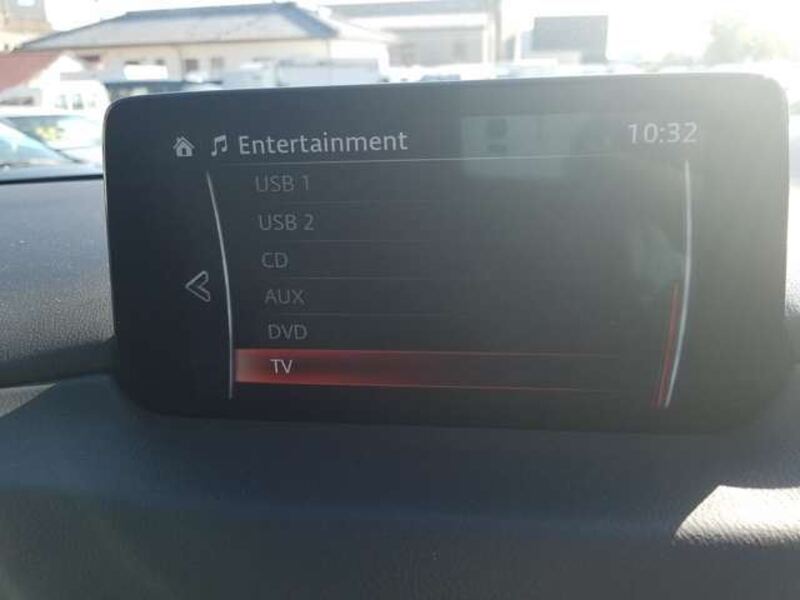 Entertainment 10:32
USB 1
USB 2
CD
AUX
DVD
TV